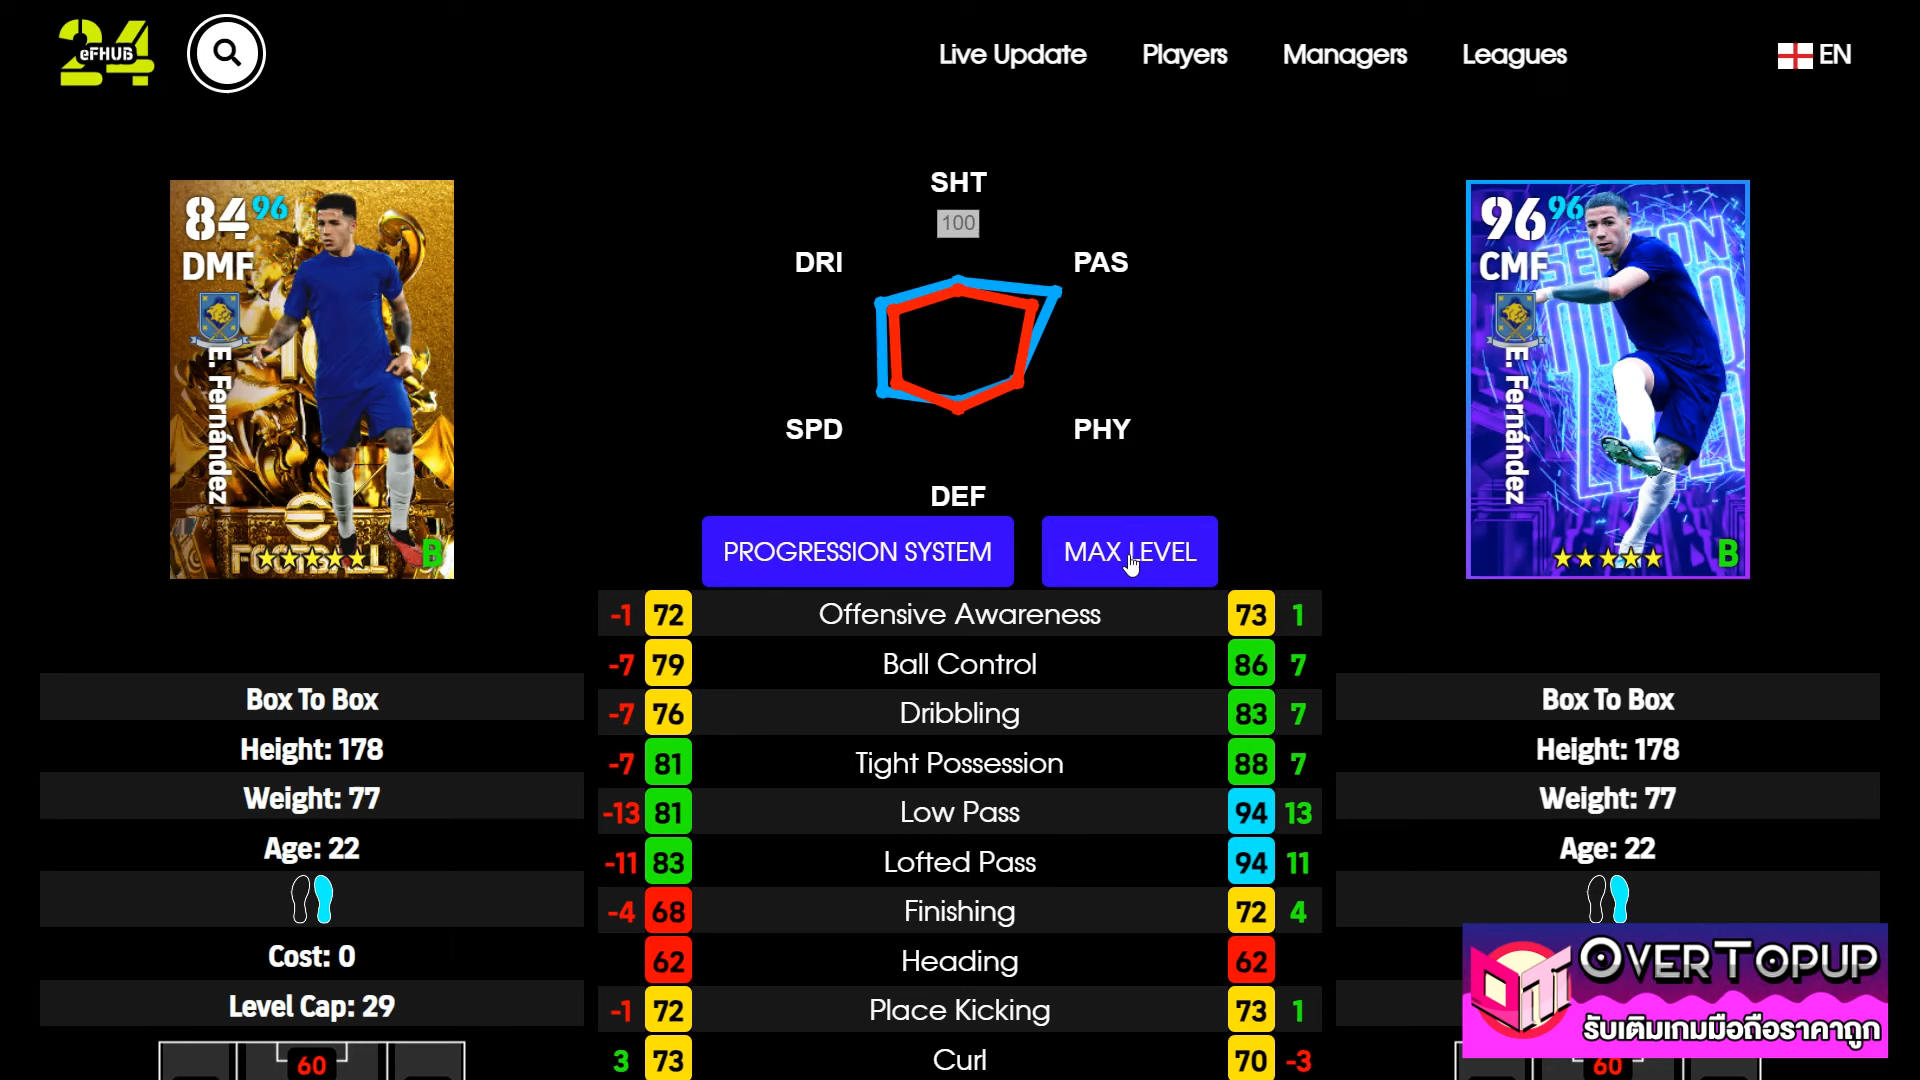 24
eFHUB
Live Update
Players
Managers
Leagues
EN
84 96
DMF
E. Fernández
FOOTBALL
B
SHT
100
DRI
PAS
SPD
PHY
DEF
PROGRESSION SYSTEM
MAX LEVEL
96 96
CMF
E. Fernández
B
-1 72 Offensive Awareness 73 1
-7 79 Ball Control 86 7
-7 76 Dribbling 83 7
-7 81 Tight Possession 88 7
-13 81 Low Pass 94 13
-11 83 Lofted Pass 94 11
-4 68 Finishing 72 4
62 Heading 62
-1 72 Place Kicking 73 1
3 73 Curl 70 -3
Box To Box
Height: 178
Weight: 77
Age: 22
Cost: 0
Level Cap: 29
60
Box To Box
Height: 178
Weight: 77
Age: 22
OVERTOPUP
รับเติมเกมมือถือราคาถูก
60